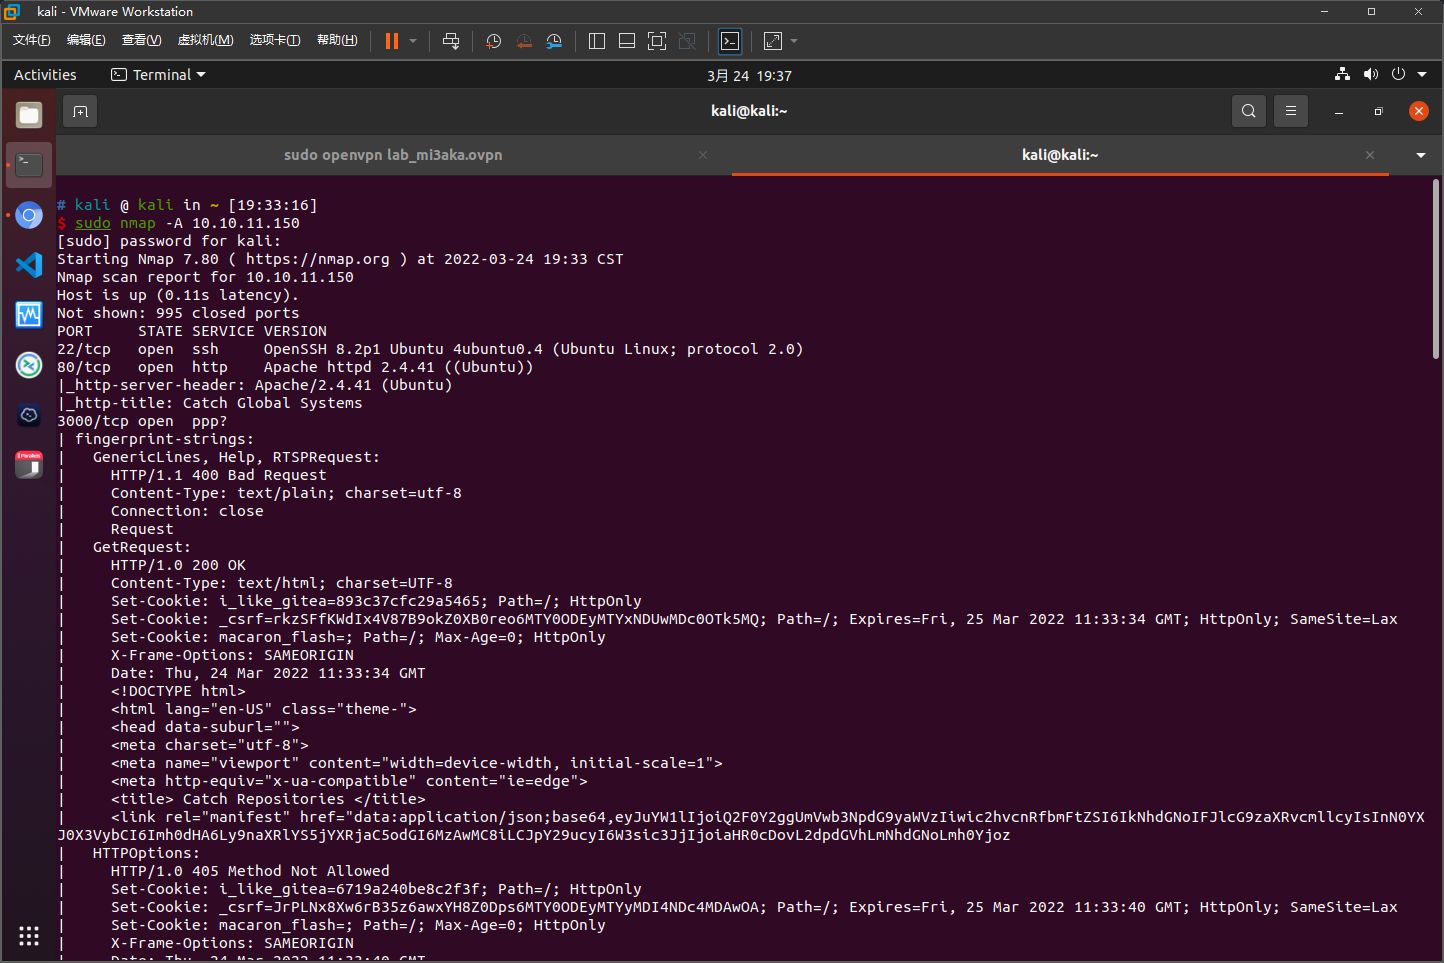 kali - VMware Workstation
文件(F) 编辑(E) 查看(V) 虚拟机(M) 选项卡(T) 帮助(H)
Activities Terminal 3月 24 19:37
kali@kali:~
sudo openvpn lab_mi3aka.ovpn kali@kali:~
# kali @ kali in ~ [19:33:16]
$ sudo nmap -A 10.10.11.150
[sudo] password for kali:
Starting Nmap 7.80 ( https://nmap.org ) at 2022-03-24 19:33 CST
Nmap scan report for 10.10.11.150
Host is up (0.11s latency).
Not shown: 995 closed ports
PORT     STATE SERVICE VERSION
22/tcp   open  ssh     OpenSSH 8.2p1 Ubuntu 4ubuntu0.4 (Ubuntu Linux; protocol 2.0)
80/tcp   open  http    Apache httpd 2.4.41 ((Ubuntu))
|_http-server-header: Apache/2.4.41 (Ubuntu)
|_http-title: Catch Global Systems
3000/tcp open  ppp?
| fingerprint-strings:
|   GenericLines, Help, RTSPRequest:
|     HTTP/1.1 400 Bad Request
|     Content-Type: text/plain; charset=utf-8
|     Connection: close
|     Request
|   GetRequest:
|     HTTP/1.0 200 OK
|     Content-Type: text/html; charset=UTF-8
|     Set-Cookie: i_like_gitea=893c37cfc29a5465; Path=/; HttpOnly
|     Set-Cookie: _csrf=rkzSFfKWdIx4V87B9okZ0XB0reo6MTY0ODEyMTYxNDUwMDc0OTk5MQ; Path=/; Expires=Fri, 25 Mar 2022 11:33:34 GMT; HttpOnly; SameSite=Lax
|     Set-Cookie: macaron_flash=; Path=/; Max-Age=0; HttpOnly
|     X-Frame-Options: SAMEORIGIN
|     Date: Thu, 24 Mar 2022 11:33:34 GMT
|     <!DOCTYPE html>
|     <html lang="en-US" class="theme-">
|     <head data-suburl="">
|     <meta charset="utf-8">
|     <meta name="viewport" content="width=device-width, initial-scale=1">
|     <meta http-equiv="x-ua-compatible" content="ie=edge">
|     <title> Catch Repositories </title>
|     <link rel="manifest" href="data:application/json;base64,eyJuYW1lIjoiQ2F0Y2ggUmVwb3NpdG9yaWVzIiwic2hvcnRfbmFtZSI6IkNhdGNoIFJlcG9zaXRvcmllcyIsInN0YX
J0X3VybCI6Imh0dHA6Ly9naXRlYS5jYXRjaC5odGI6MzAwMC8iLCJpY29ucyI6W3sic3JjIjoiaHR0cDovL2dpdGVhLmNhdGNoLmh0Yjoz
|   HTTPOptions:
|     HTTP/1.0 405 Method Not Allowed
|     Set-Cookie: i_like_gitea=6719a240be8c2f3f; Path=/; HttpOnly
|     Set-Cookie: _csrf=JrPLNx8Xw6rB35z6awxYH8Z0Dps6MTY0ODEyMTYyMDI4NDc4MDAwOA; Path=/; Expires=Fri, 25 Mar 2022 11:33:40 GMT; HttpOnly; SameSite=Lax
|     Set-Cookie: macaron_flash=; Path=/; Max-Age=0; HttpOnly
|     X-Frame-Options: SAMEORIGIN
|     Date: Thu, 24 Mar 2022 11:33:40 GMT